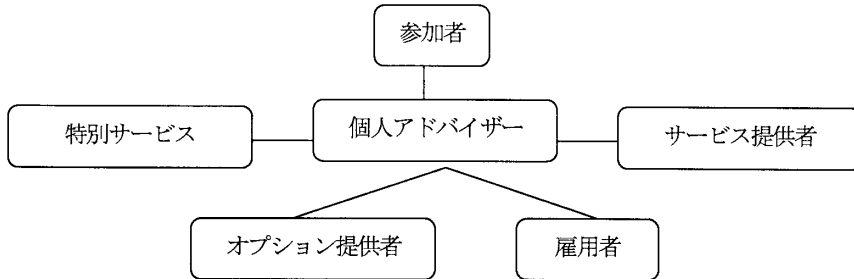 参加者
特別サービス
個人アドバイザー
サービス提供者
オプション提供者
雇用者